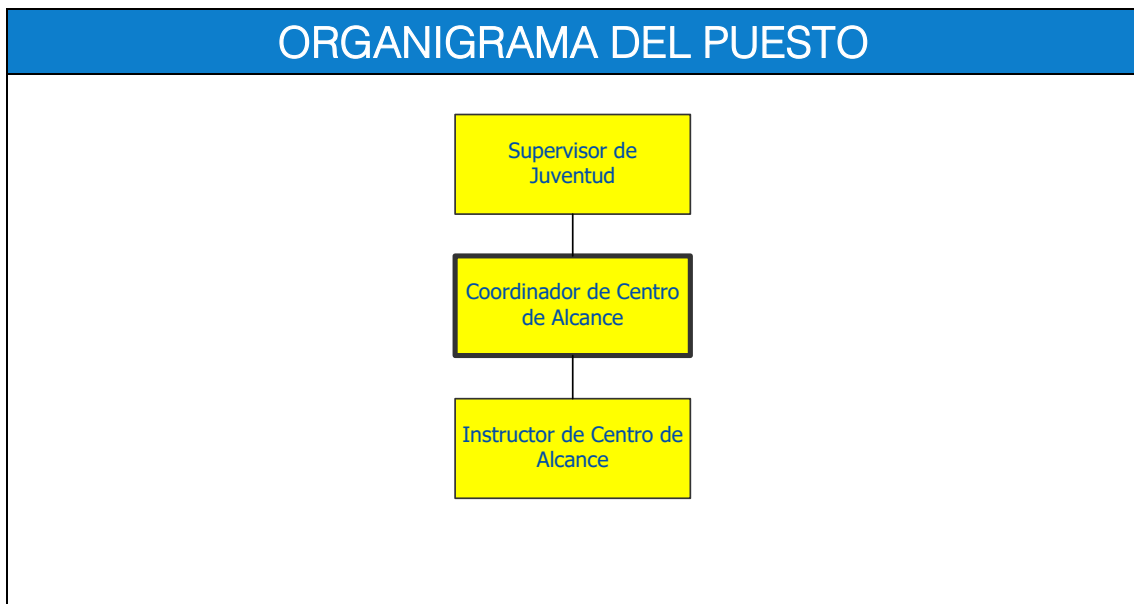 ORGANIGRAMA DEL PUESTO
Supervisor de
Juventud
Coordinador de Centro
de Alcance
Instructor de Centro de
Alcance